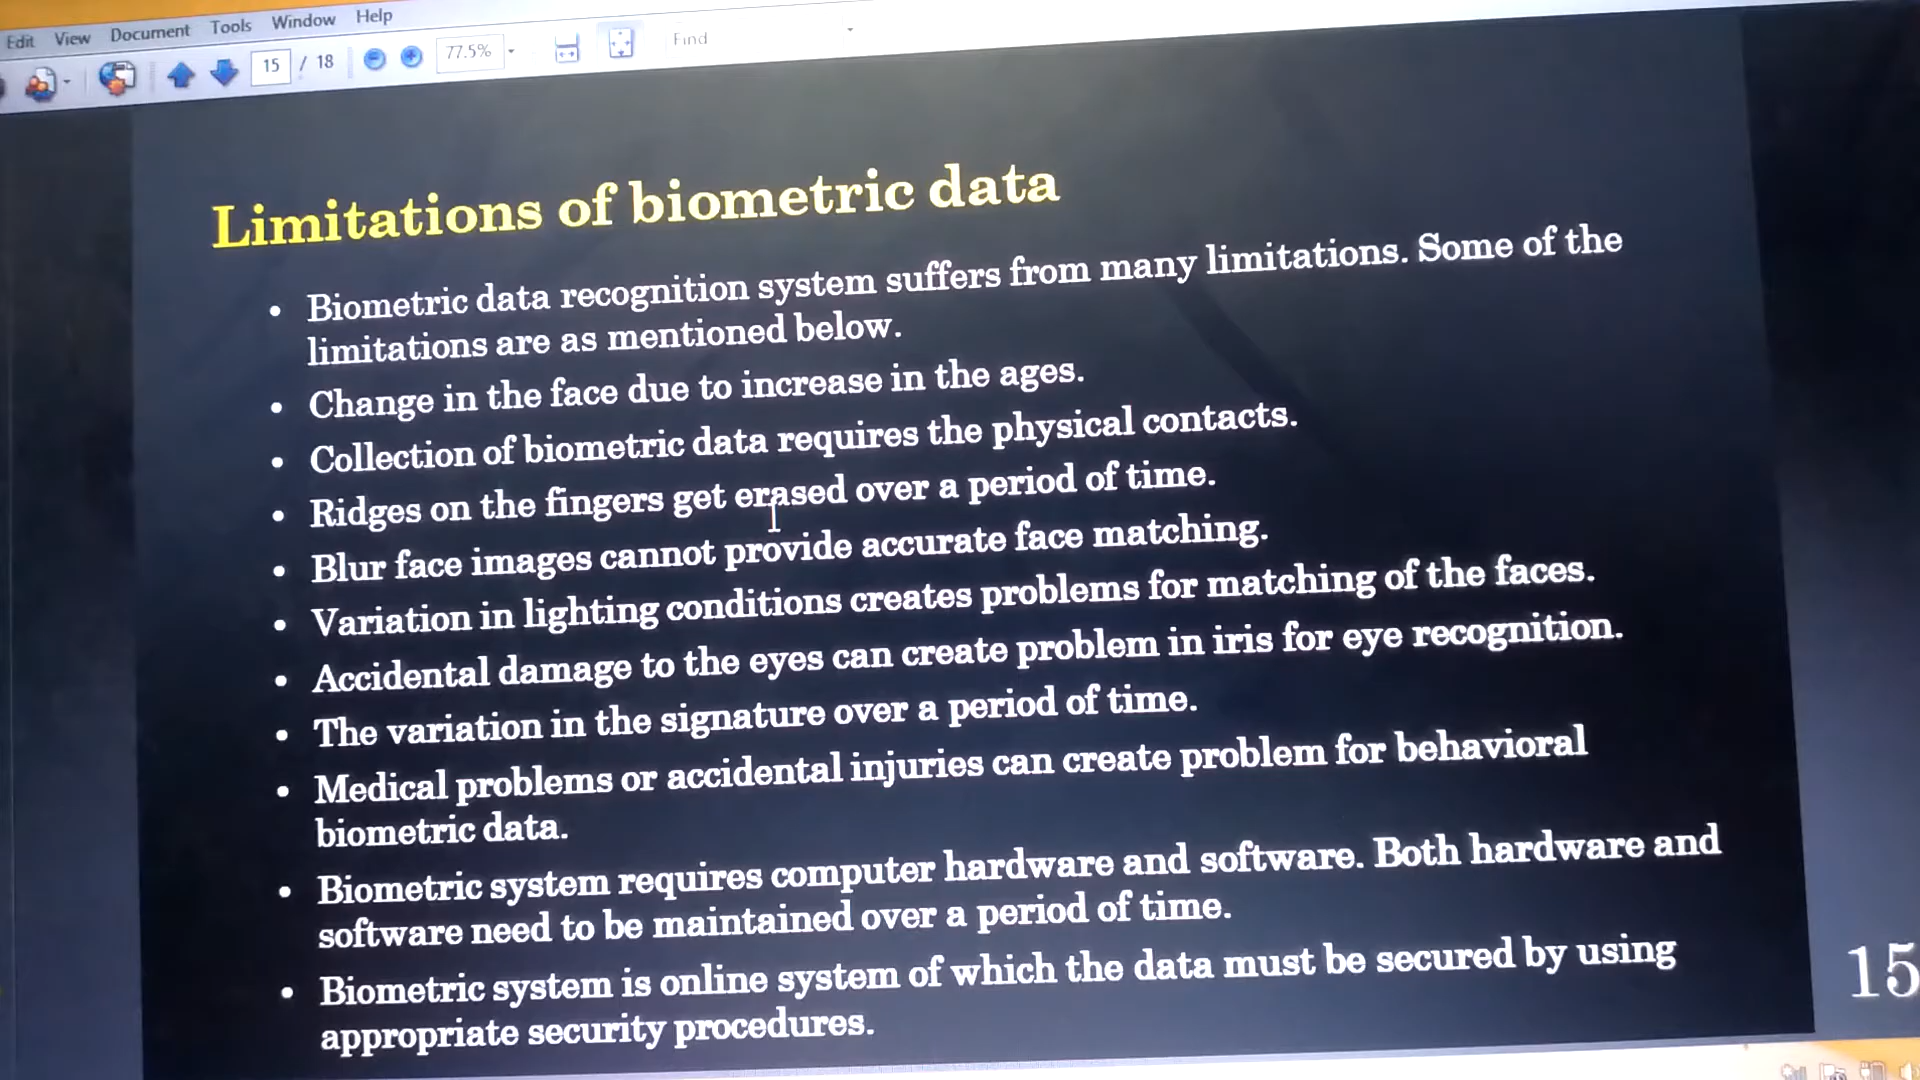 Edit View Document Tools Window Help
15 / 18 77.5% Find
Limitations of biometric data
• Biometric data recognition system suffers from many limitations. Some of the
limitations are as mentioned below.
• Change in the face due to increase in the ages.
• Collection of biometric data requires the physical contacts.
• Ridges on the fingers get erased over a period of time.
• Blur face images cannot provide accurate face matching.
• Variation in lighting conditions creates problems for matching of the faces.
• Accidental damage to the eyes can create problem in iris for eye recognition.
• The variation in the signature over a period of time.
• Medical problems or accidental injuries can create problem for behavioral
biometric data.
• Biometric system requires computer hardware and software. Both hardware and
software need to be maintained over a period of time.
• Biometric system is online system of which the data must be secured by using
appropriate security procedures.
15